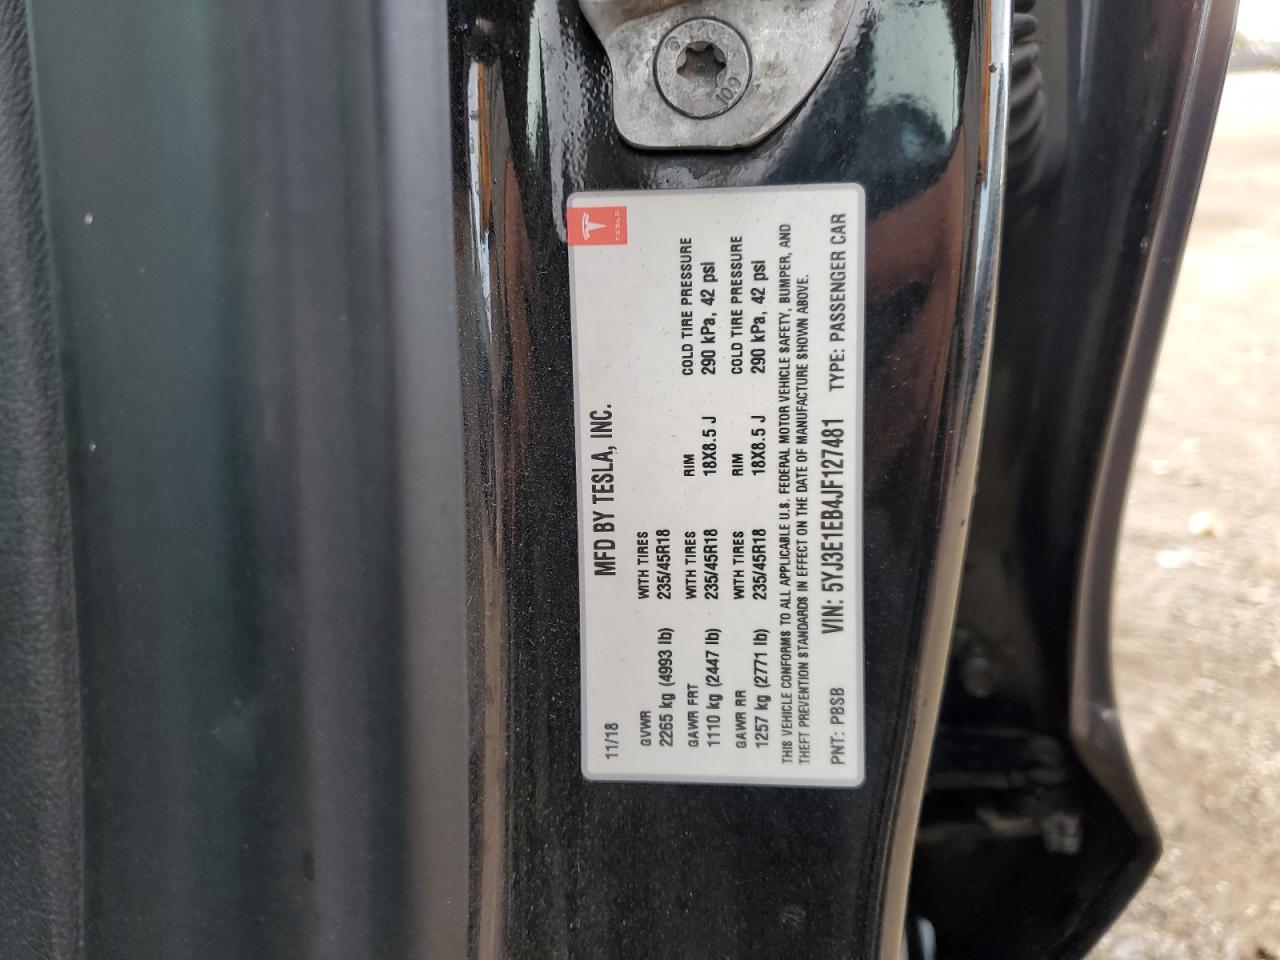 10.9
TESLA
MFD BY TESLA, INC.
11/18
GVWR WITH TIRES
2265 kg (4993 lb) 235/45R18
GAWR FRT WITH TIRES RIM COLD TIRE PRESSURE
1110 kg (2447 lb) 235/45R18 18X8.5 J 290 kPa, 42 psi
GAWR RR WITH TIRES RIM COLD TIRE PRESSURE
1257 kg (2771 lb) 235/45R18 18X8.5 J 290 kPa, 42 psi
THIS VEHICLE CONFORMS TO ALL APPLICABLE U.S. FEDERAL MOTOR VEHICLE SAFETY, BUMPER, AND
THEFT PREVENTION STANDARDS IN EFFECT ON THE DATE OF MANUFACTURE SHOWN ABOVE.
PNT: PBSB VIN: 5YJ3E1EB4JF127481 TYPE: PASSENGER CAR